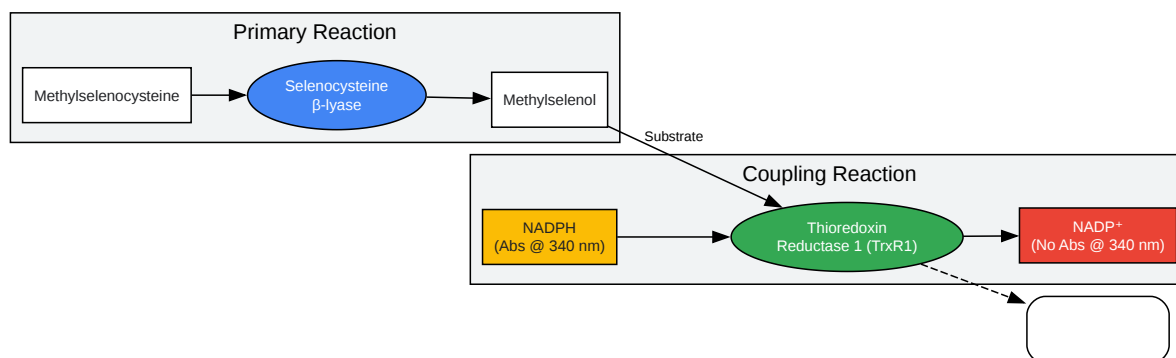 Primary Reaction
Methylselenocysteine
Selenocysteine
β-lyase
Methylselenol
Substrate
Coupling Reaction
NADPH
(Abs @ 340 nm)
Thioredoxin
Reductase 1 (TrxR1)
NADP⁺
(No Abs @ 340 nm)